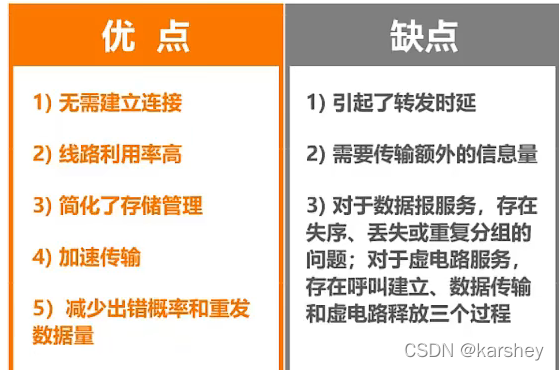 优 点
1) 无需建立连接
2) 线路利用率高
3) 简化了存储管理
4) 加速传输
5）减少出错概率和重发
数据量
缺点
1) 引起了转发时延
2) 需要传输额外的信息量
3) 对于数据报服务，存在
失序、丢失或重复分组的
问题；对于虚电路服务，
存在呼叫建立、数据传输
和虚电路释放三个过程
CSDN @karshey